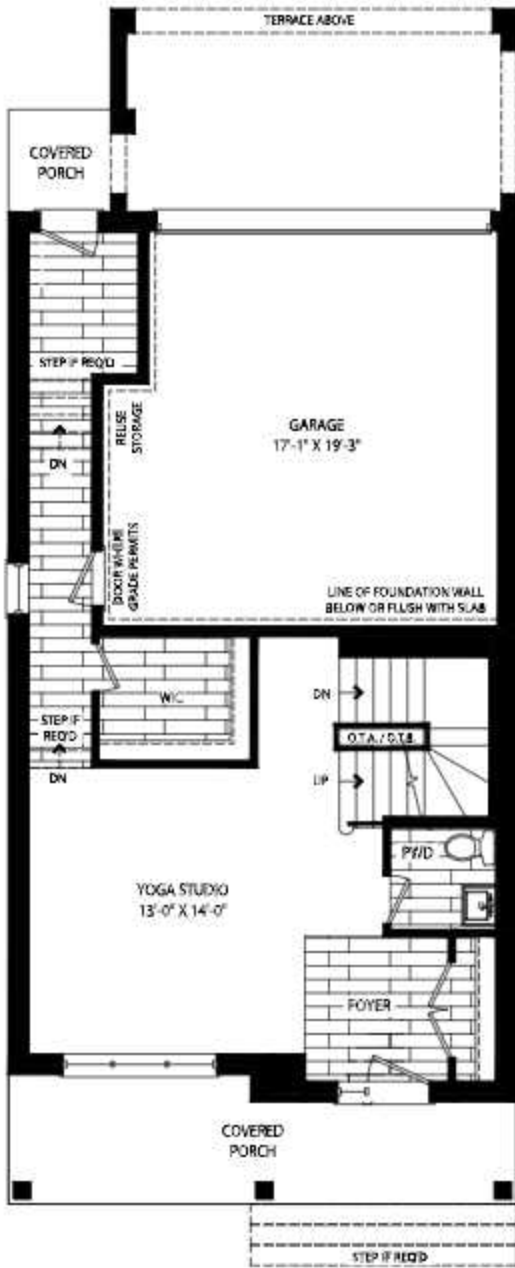 TERRACE ABOVE
COVERED
PORCH
STEP IF REQ'D
DN
REUSE
STORAGE
GARAGE
17'-1" X 19'-3"
DOOR WHERE
GRADE PERMITS
LINE OF FOUNDATION WALL
BELOW OR FLUSH WITH SLAB
WIC
DN
O.T.A. / O.T.B.
UP
STEP IF
REQ'D
DN
PWD
YOGA STUDIO
13'-0" X 14'-0"
FOYER
COVERED
PORCH
STEP IF REQ'D